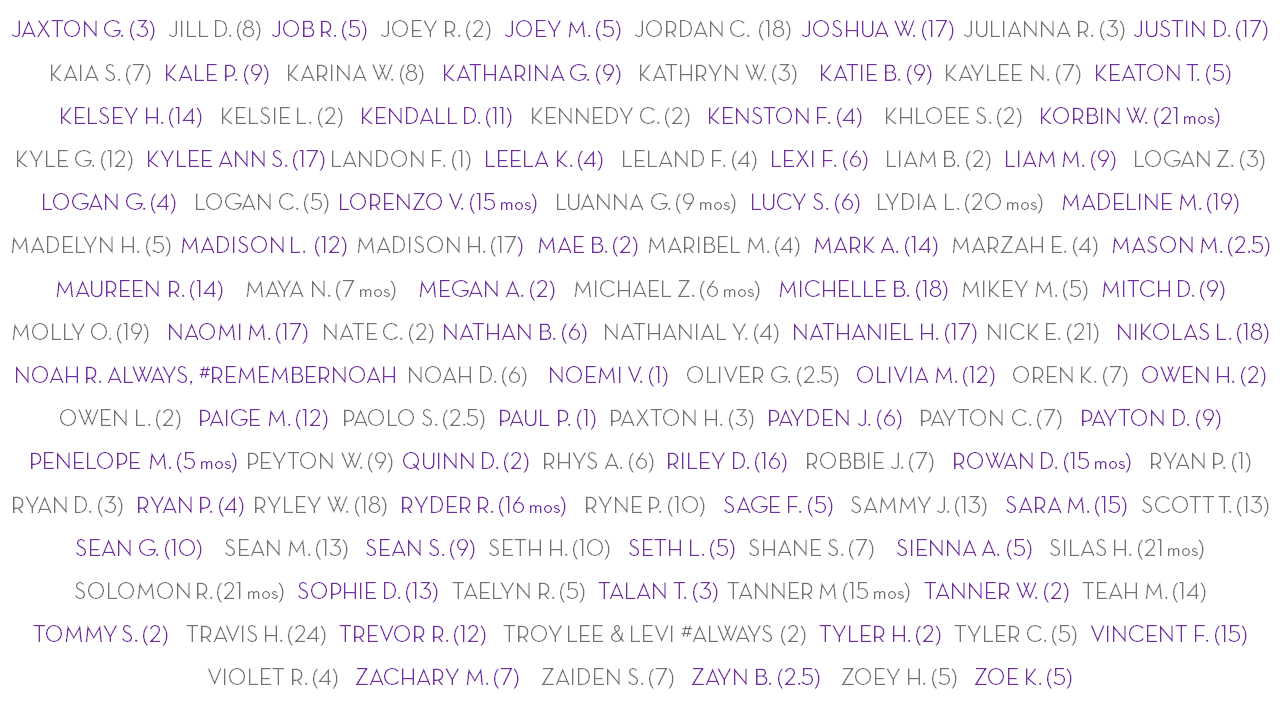 JAXTON G. (3) JILL D. (8) JOB R. (5) JOEY R. (2) JOEY M. (5) JORDAN C. (18) JOSHUA W. (17) JULIANNA R. (3) JUSTIN D. (17)
KAIA S. (7) KALE P. (9) KARINA W. (8) KATHARINA G. (9) KATHRYN W. (3) KATIE B. (9) KAYLEE N. (7) KEATON T. (5)
KELSEY H. (14) KELSIE L. (2) KENDALL D. (11) KENNEDY C. (2) KENSTON F. (4) KHLOEE S. (2) KORBIN W. (21 mos)
KYLE G. (12) KYLEE ANN S. (17) LANDON F. (1) LEELA K. (4) LELAND F. (4) LEXI F. (6) LIAM B. (2) LIAM M. (9) LOGAN Z. (3)
LOGAN G. (4) LOGAN C. (5) LORENZO V. (15 mos) LUANNA G. (9 mos) LUCY S. (6) LYDIA L. (20 mos) MADELINE M. (19)
MADELYN H. (5) MADISON L. (12) MADISON H. (17) MAE B. (2) MARIBEL M. (4) MARK A. (14) MARZAH E. (4) MASON M. (2.5)
MAUREEN R. (14) MAYA N. (7 mos) MEGAN A. (2) MICHAEL Z. (6 mos) MICHELLE B. (18) MIKEY M. (5) MITCH D. (9)
MOLLY O. (19) NAOMI M. (17) NATE C. (2) NATHAN B. (6) NATHANIAL Y. (4) NATHANIEL H. (17) NICK E. (21) NIKOLAS L. (18)
NOAH R. ALWAYS, #REMEMBERNOAH NOAH D. (6) NOEMI V. (1) OLIVER G. (2.5) OLIVIA M. (12) OREN K. (7) OWEN H. (2)
OWEN L. (2) PAIGE M. (12) PAOLO S. (2.5) PAUL P. (1) PAXTON H. (3) PAYDEN J. (6) PAYTON C. (7) PAYTON D. (9)
PENELOPE M. (5 mos) PEYTON W. (9) QUINN D. (2) RHYS A. (6) RILEY D. (16) ROBBIE J. (7) ROWAN D. (15 mos) RYAN P. (1)
RYAN D. (3) RYAN P. (4) RYLEY W. (18) RYDER R. (16 mos) RYNE P. (10) SAGE F. (5) SAMMY J. (13) SARA M. (15) SCOTT T. (13)
SEAN G. (10) SEAN M. (13) SEAN S. (9) SETH H. (10) SETH L. (5) SHANE S. (7) SIENNA A. (5) SILAS H. (21 mos)
SOLOMON R. (21 mos) SOPHIE D. (13) TAELYN R. (5) TALAN T. (3) TANNER M (15 mos) TANNER W. (2) TEAH M. (14)
TOMMY S. (2) TRAVIS H. (24) TREVOR R. (12) TROY LEE & LEVI #ALWAYS (2) TYLER H. (2) TYLER C. (5) VINCENT F. (15)
VIOLET R. (4) ZACHARY M. (7) ZAIDEN S. (7) ZAYN B. (2.5) ZOEY H. (5) ZOE K. (5)